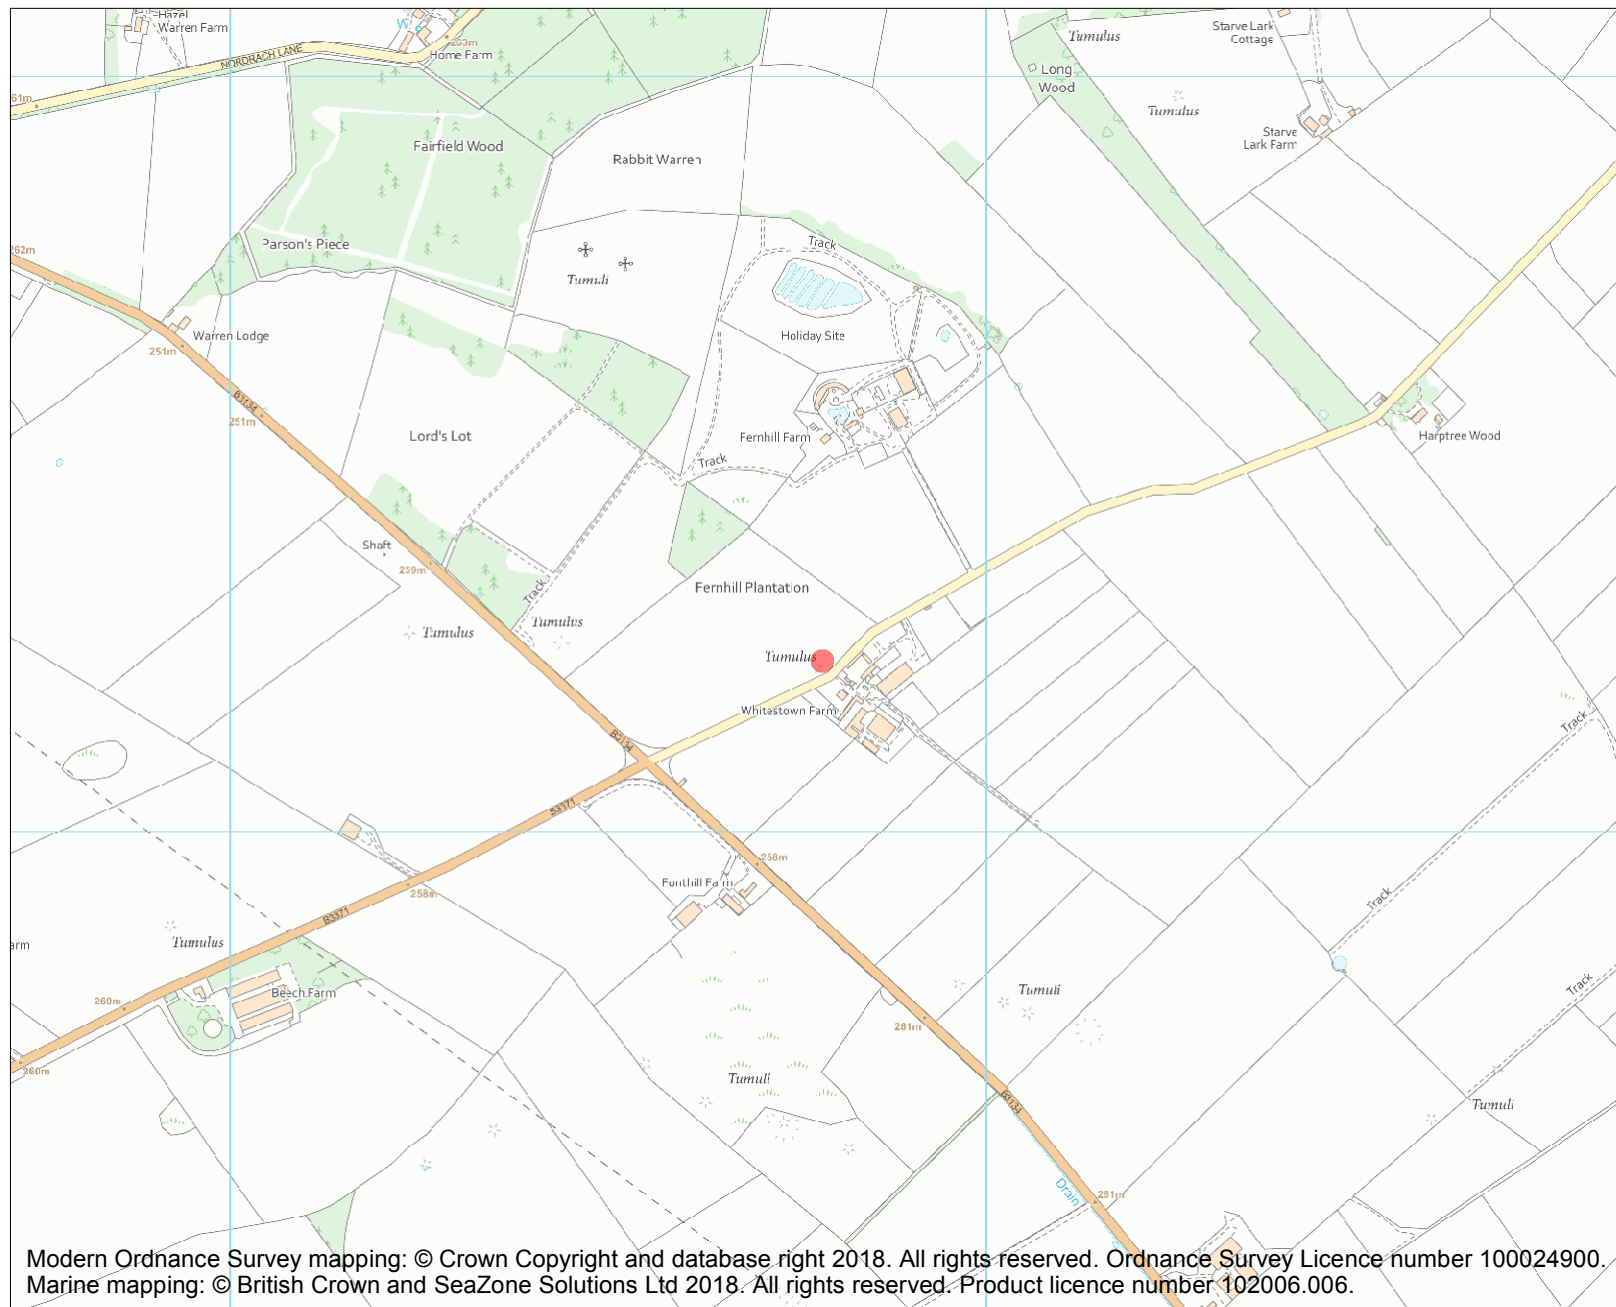 Hazel
Warren Farm
W
263m
Home Farm
NORDRACH LANE
Tumulus
Starve Lark
Cottage
61m
Long
Wood
Tumulus
Starve
Lark Farm
Fairfield Wood
Rabbit Warren
Parson's Piece
Track
262m
Tumuli
Holiday Site
Warren Lodge
251m
B3134
251m
Lord's Lot
Fernhill Farm
Harptree Wood
Track
Shaft
259m
Track
Fernhill Plantation
Tumulus
Tumulus
Tumulus
Whitestown Farm
Track
B3134
B3371
258m
Funthill Farm
258m
Track
B3371
Tumulus
arm
Track
Beech Farm
Tumuli
260m
281m
260m
Tumuli
B3134
Tumuli
Drain
281m
Modern Ordnance Survey mapping: © Crown Copyright and database right 2018. All rights reserved. Ordnance Survey Licence number 100024900.
Marine mapping: © British Crown and SeaZone Solutions Ltd 2018. All rights reserved. Product licence number 102006.006.